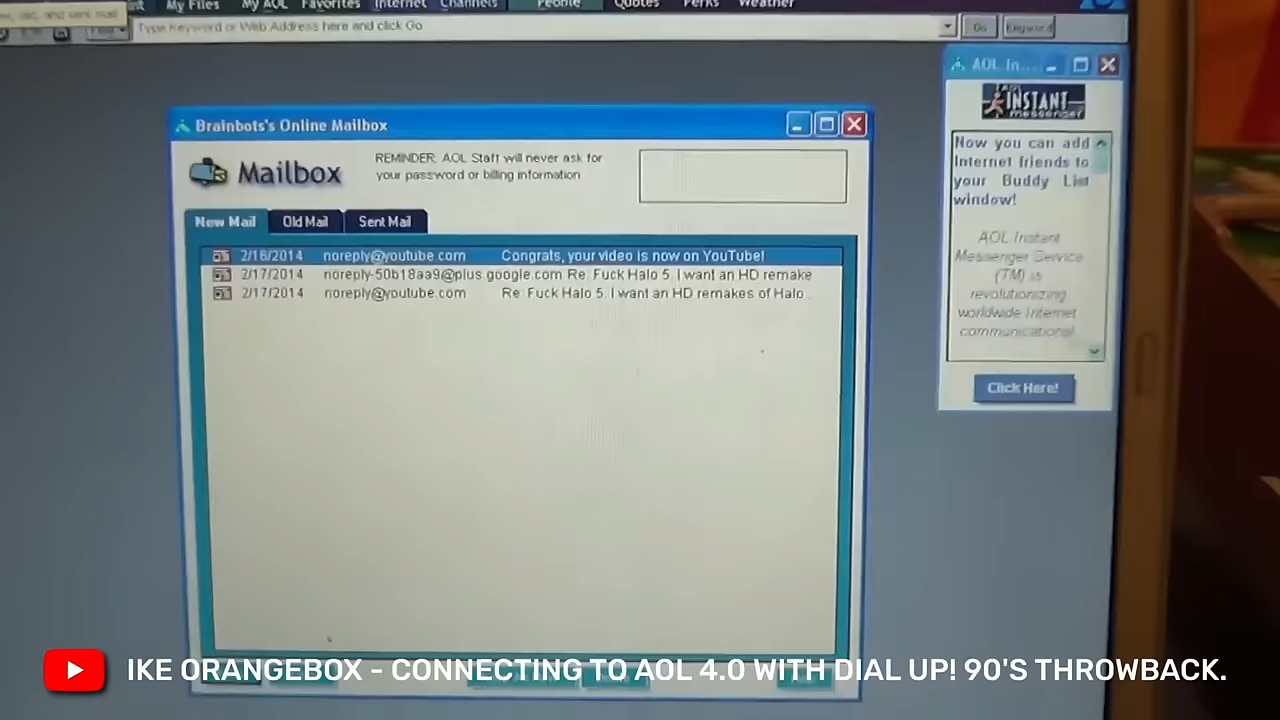 My Files My AOL Favorites Internet Channels People Quotes Perks Weather
Type Keyword or Web Address here and click Go
Go Keyword
AOL In...
INSTANT
messenger
Now you can add
Internet friends to
your Buddy List
window!
AOL Instant
Messenger Service
(TM) is
revolutionizing
worldwide Internet
communications!
Click Here!
Brainbots's Online Mailbox
Mailbox
REMINDER: AOL Staff will never ask for
your password or billing information
New Mail Old Mail Sent Mail
2/16/2014 noreply@youtube.com Congrats, your video is now on YouTube!
2/17/2014 noreply-50b18aa9@plus.google.com Re: Fuck Halo 5. I want an HD remake
2/17/2014 noreply@youtube.com Re: Fuck Halo 5. I want an HD remakes of Halo
IKE ORANGEBOX - CONNECTING TO AOL 4.0 WITH DIAL UP! 90'S THROWBACK.